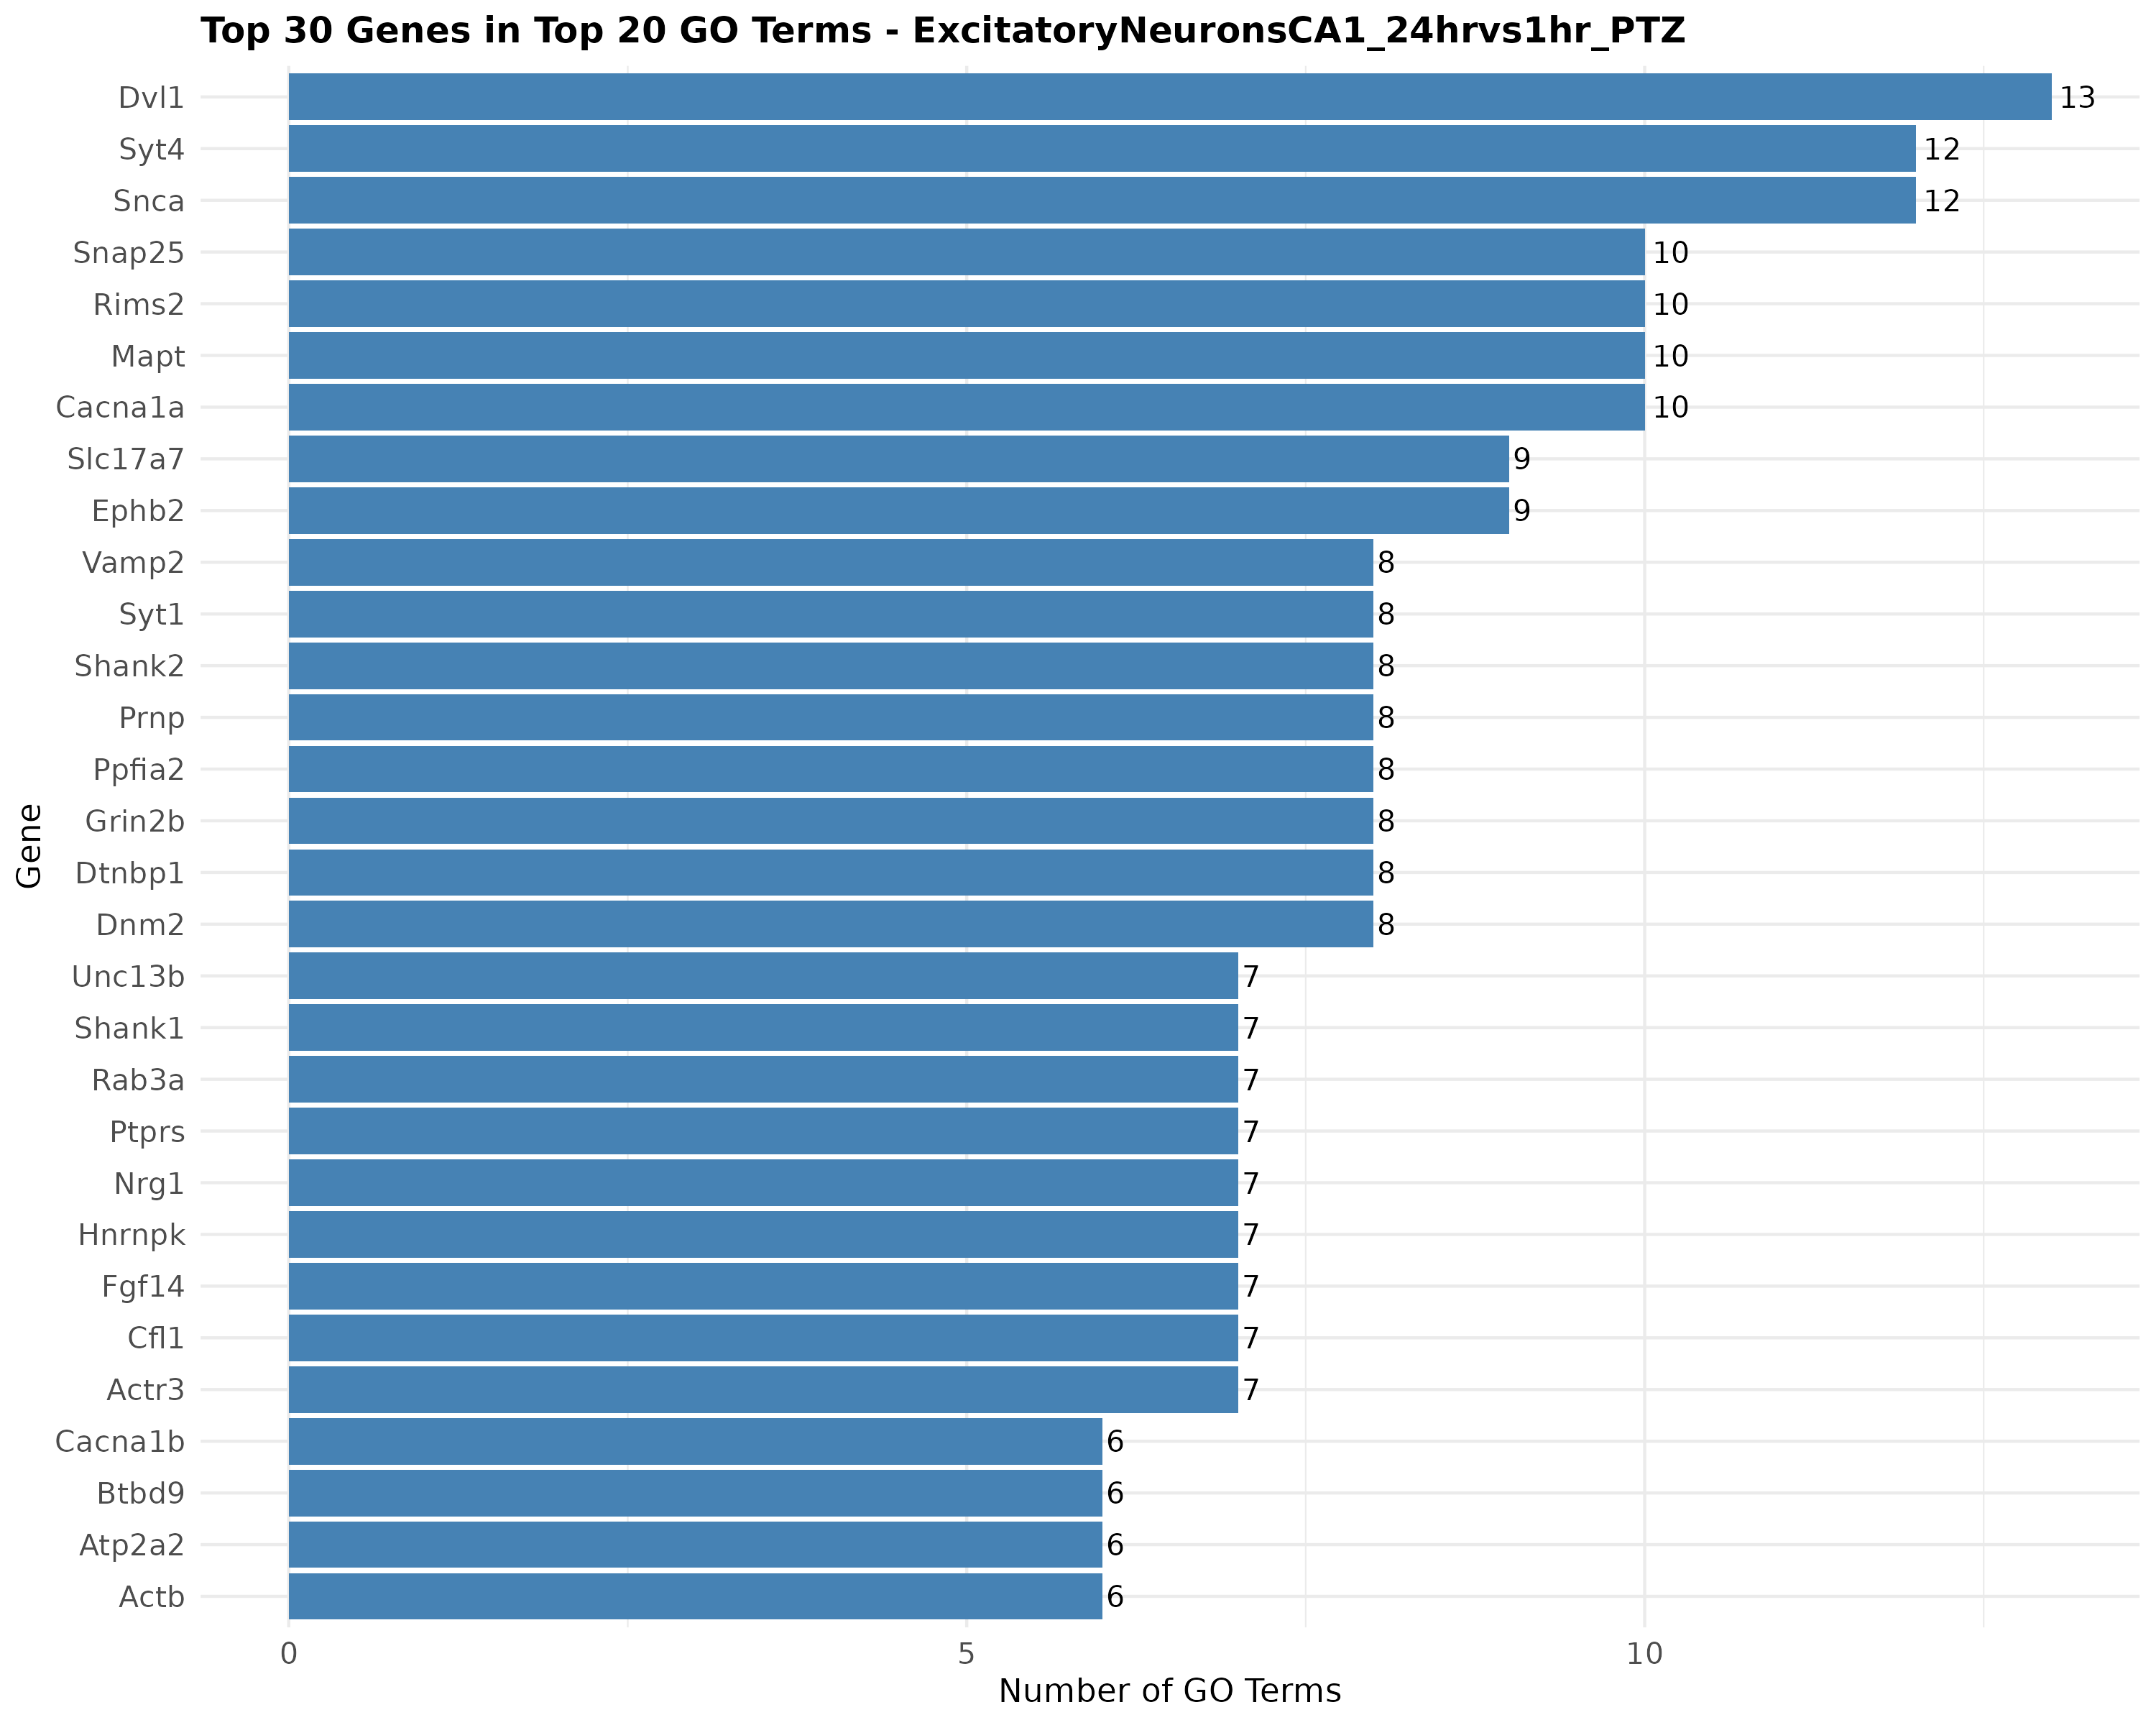 Top 30 Genes in Top 20 GO Terms - ExcitatoryNeuronsCA1_24hrvs1hr_PTZ
Dvl1 13
Syt4 12
Snca 12
Snap25 10
Rims2 10
Mapt 10
Cacna1a 10
Slc17a7 9
Ephb2 9
Vamp2 8
Syt1 8
Shank2 8
Prnp 8
Ppfia2 8
Grin2b 8
Dtnbp1 8
Dnm2 8
Unc13b 7
Shank1 7
Rab3a 7
Ptprs 7
Nrg1 7
Hnrnpk 7
Fgf14 7
Cfl1 7
Actr3 7
Cacna1b 6
Btbd9 6
Atp2a2 6
Actb 6
Gene
0 5 10
Number of GO Terms